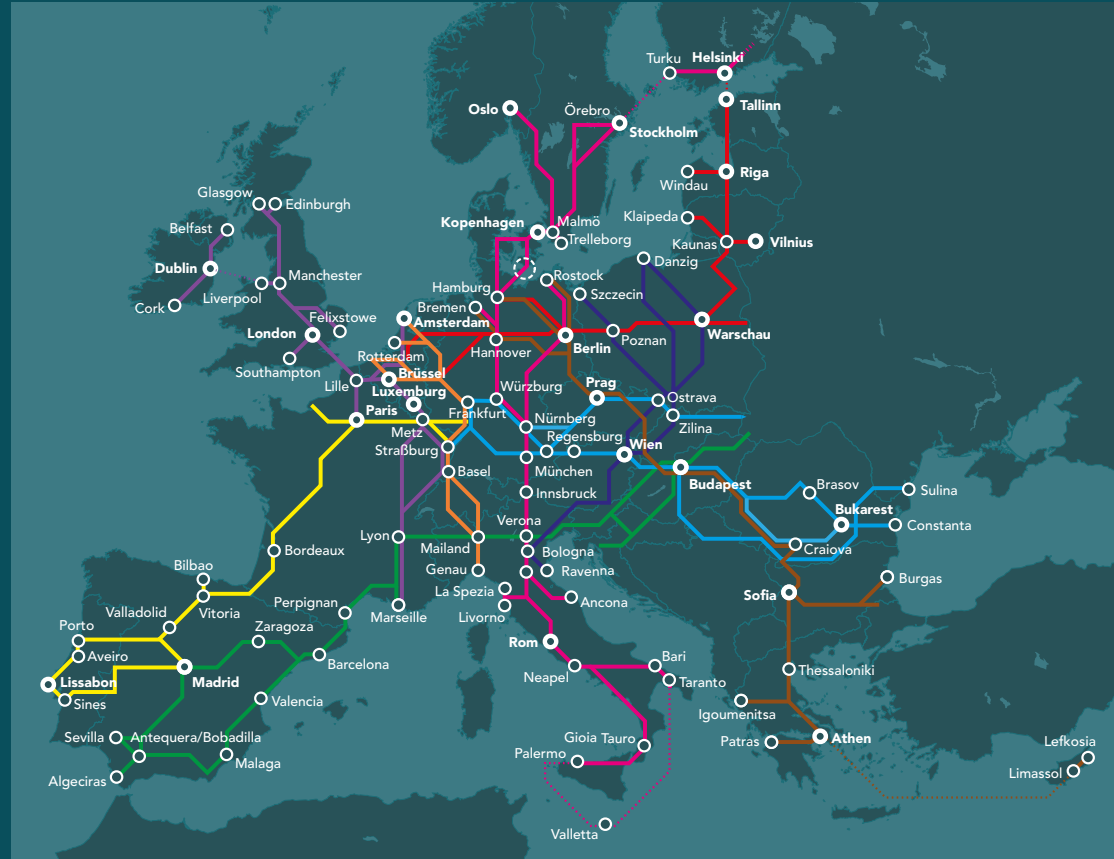 Turku
Helsinki
Tallinn
Oslo
Örebro
Stockholm
Windau
Riga
Glasgow
Edinburgh
Belfast
Kopenhagen
Malmö
Trelleborg
Klaipeda
Kaunas
Vilnius
Dublin
Manchester
Liverpool
Cork
Danzig
Rostock
Hamburg
Szczecin
Bremen
Felixstowe
Amsterdam
London
Rotterdam
Hannover
Berlin
Poznan
Warschau
Southampton
Lille
Brüssel
Luxemburg
Würzburg
Prag
Ostrava
Paris
Frankfurt
Nürnberg
Zilina
Metz
Straßburg
Regensburg
Wien
Basel
München
Budapest
Innsbruck
Brasov
Sulina
Bukarest
Constanta
Lyon
Mailand
Verona
Bologna
Craiova
Bordeaux
Genau
Ravenna
Bilbao
La Spezia
Burgas
Vitoria
Perpignan
Marseille
Livorno
Ancona
Sofia
Valladolid
Porto
Zaragoza
Rom
Aveiro
Barcelona
Bari
Lissabon
Madrid
Neapel
Taranto
Thessaloniki
Sines
Valencia
Igoumenitsa
Sevilla
Antequera/Bobadilla
Gioia Tauro
Patras
Athen
Lefkosia
Malaga
Palermo
Limassol
Algeciras
Valletta